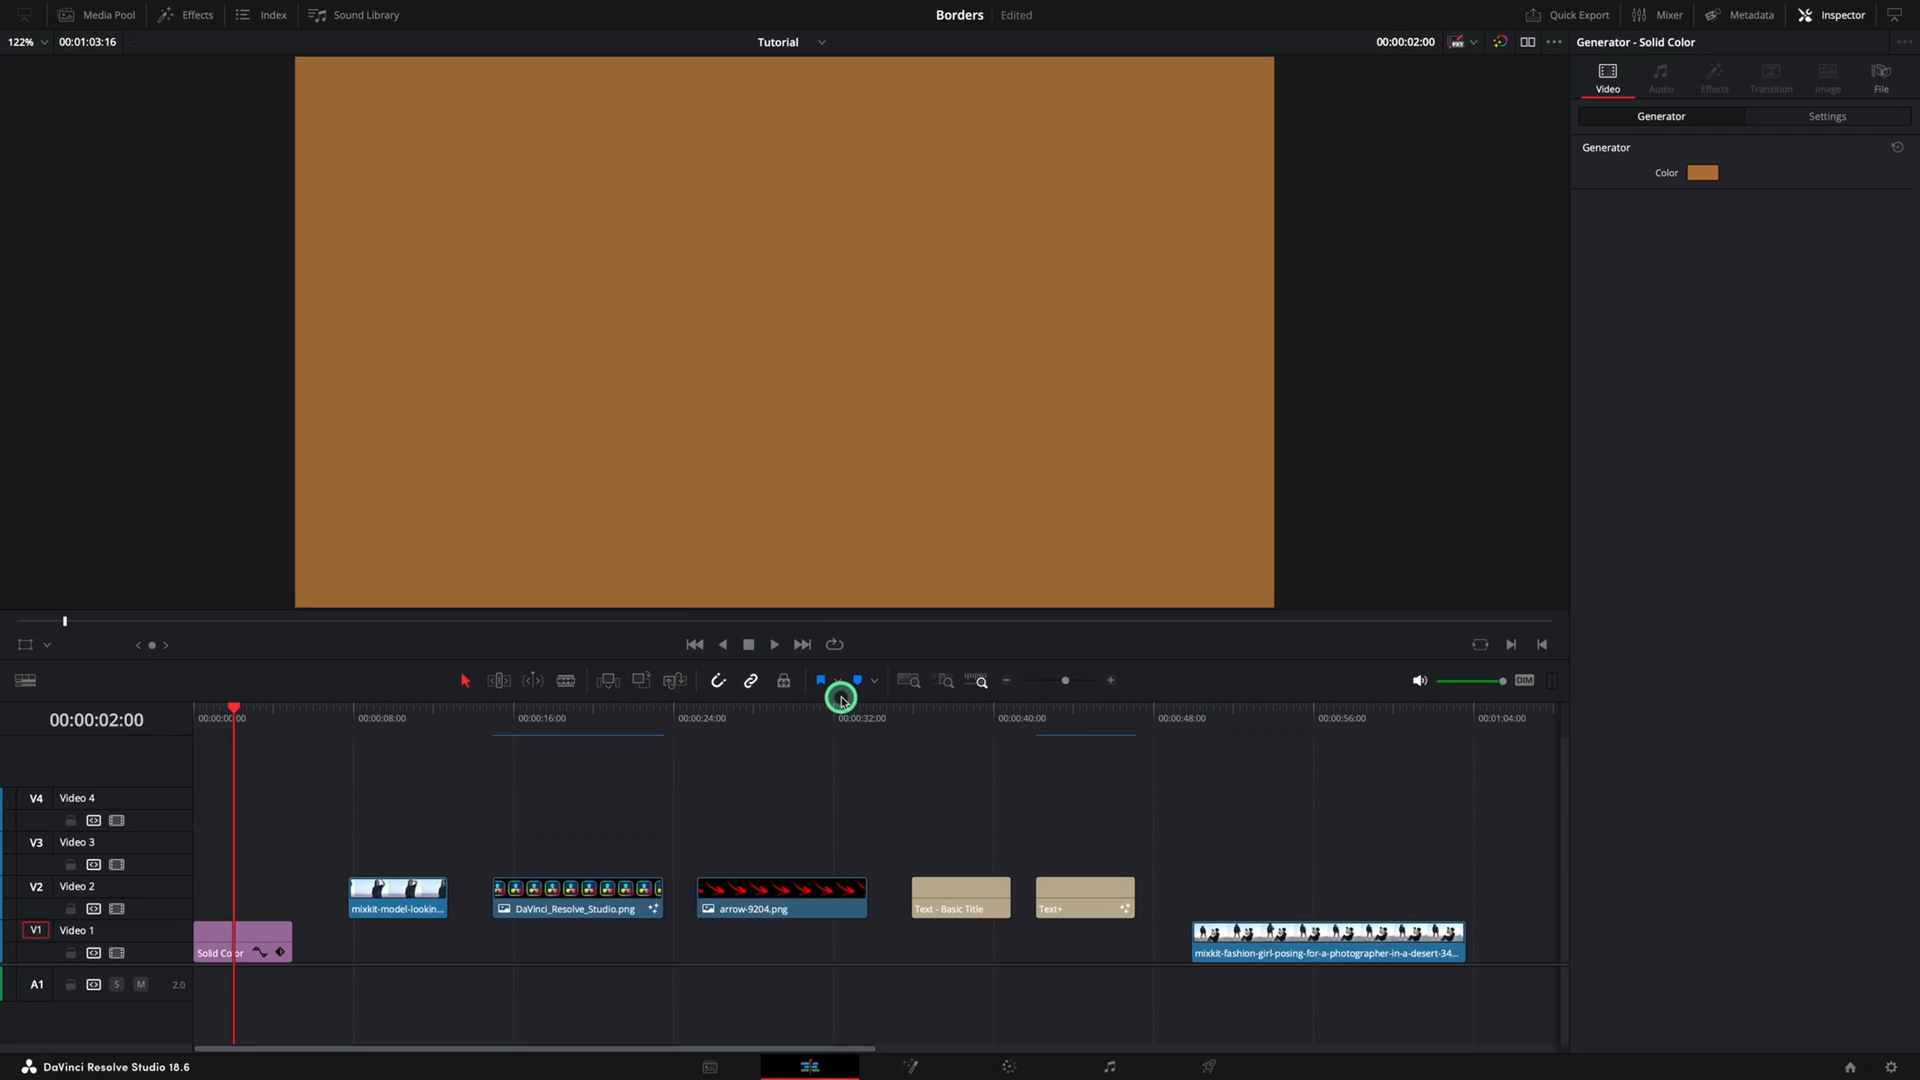 Media Pool Effects Index Sound Library Borders Edited Quick Export Mixer Metadata Inspector
122% 00:01:03:16 Tutorial 00:00:02:00 Generator - Solid Color
Video Audio Effects Transition Image File
Generator Settings
Generator
Color
DIM
00:00:02:00 00:00:08:00 00:00:16:00 00:00:24:00 00:00:32:00 00:00:40:00 00:00:48:00 00:00:56:00 00:01:04:00
V4 Video 4
V3 Video 3
V2 Video 2
mixkit-model-lookin... DaVinci_Resolve_Studio.png arrow-9204.png Text - Basic Title Text+
V1 Video 1
Solid Color mixkit-fashion-girl-posing-for-a-photographer-in-a-desert-34...
A1 S M 2.0
DaVinci Resolve Studio 18.6